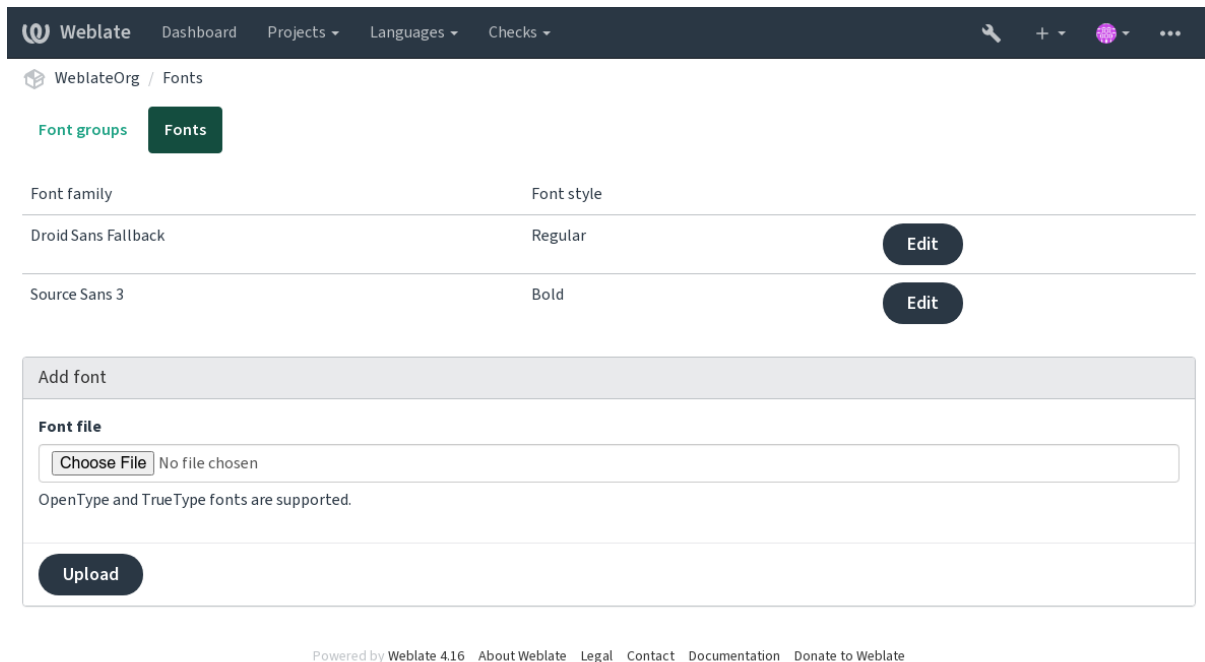 Weblate Dashboard Projects Languages Checks
WeblateOrg / Fonts
Font groups Fonts
Font family Font style
Droid Sans Fallback Regular Edit
Source Sans 3 Bold Edit
Add font
Font file
Choose File No file chosen
OpenType and TrueType fonts are supported.
Upload
Powered by Weblate 4.16 About Weblate Legal Contact Documentation Donate to Weblate